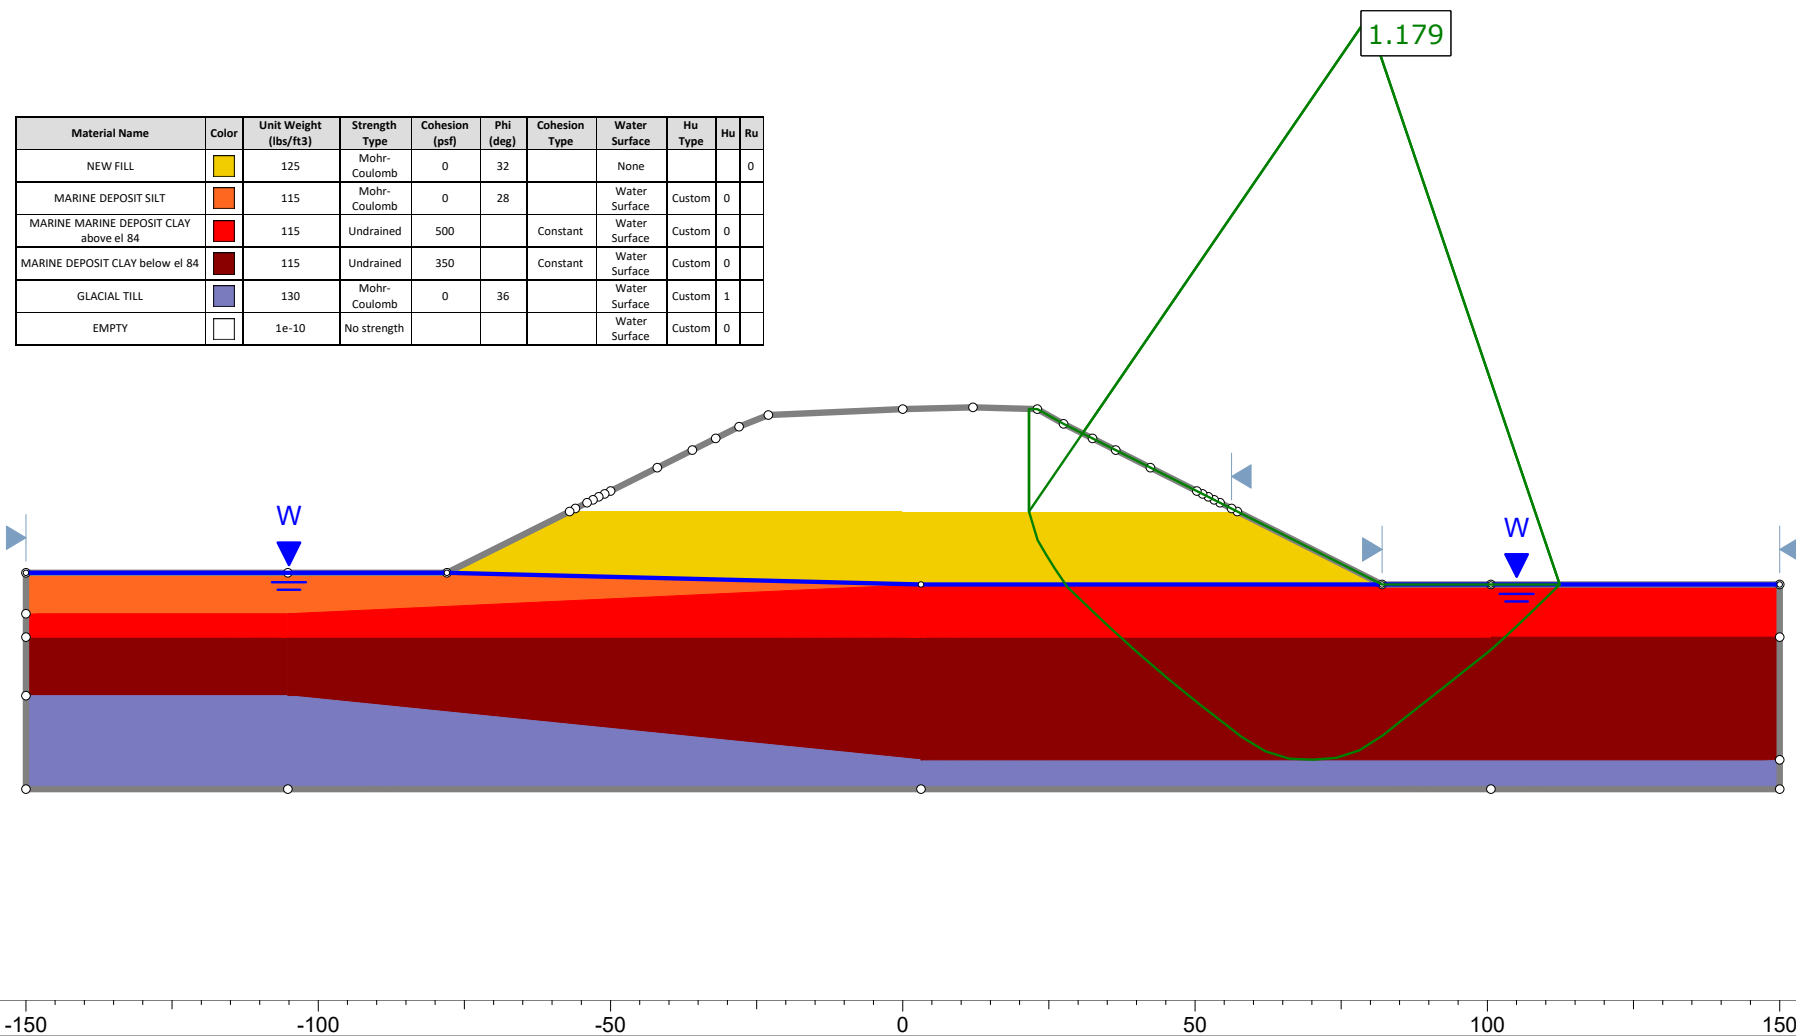 1.179
Material Name Color Unit Weight (lbs/ft3) Strength Type Cohesion (psf) Phi (deg) Cohesion Type Water Surface Hu Type Hu Ru
NEW FILL 125 Mohr-Coulomb 0 32 None 0
MARINE DEPOSIT SILT 115 Mohr-Coulomb 0 28 Water Surface Custom 0
MARINE MARINE DEPOSIT CLAY above el 84 115 Undrained 500 Constant Water Surface Custom 0
MARINE DEPOSIT CLAY below el 84 115 Undrained 350 Constant Water Surface Custom 0
GLACIAL TILL 130 Mohr-Coulomb 0 36 Water Surface Custom 1
EMPTY 1e-10 No strength Water Surface Custom 0
W
W
-150 -100 -50 0 50 100 150